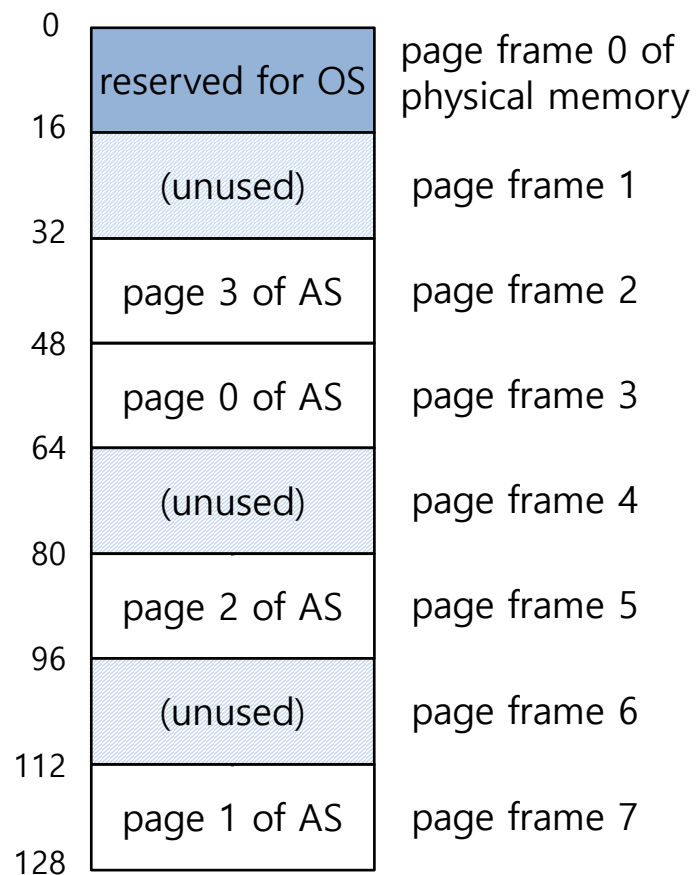 0
reserved for OS
page frame 0 of
physical memory
16
(unused)
page frame 1
32
page 3 of AS
page frame 2
48
page 0 of AS
page frame 3
64
(unused)
page frame 4
80
page 2 of AS
page frame 5
96
(unused)
page frame 6
112
page 1 of AS
page frame 7
128